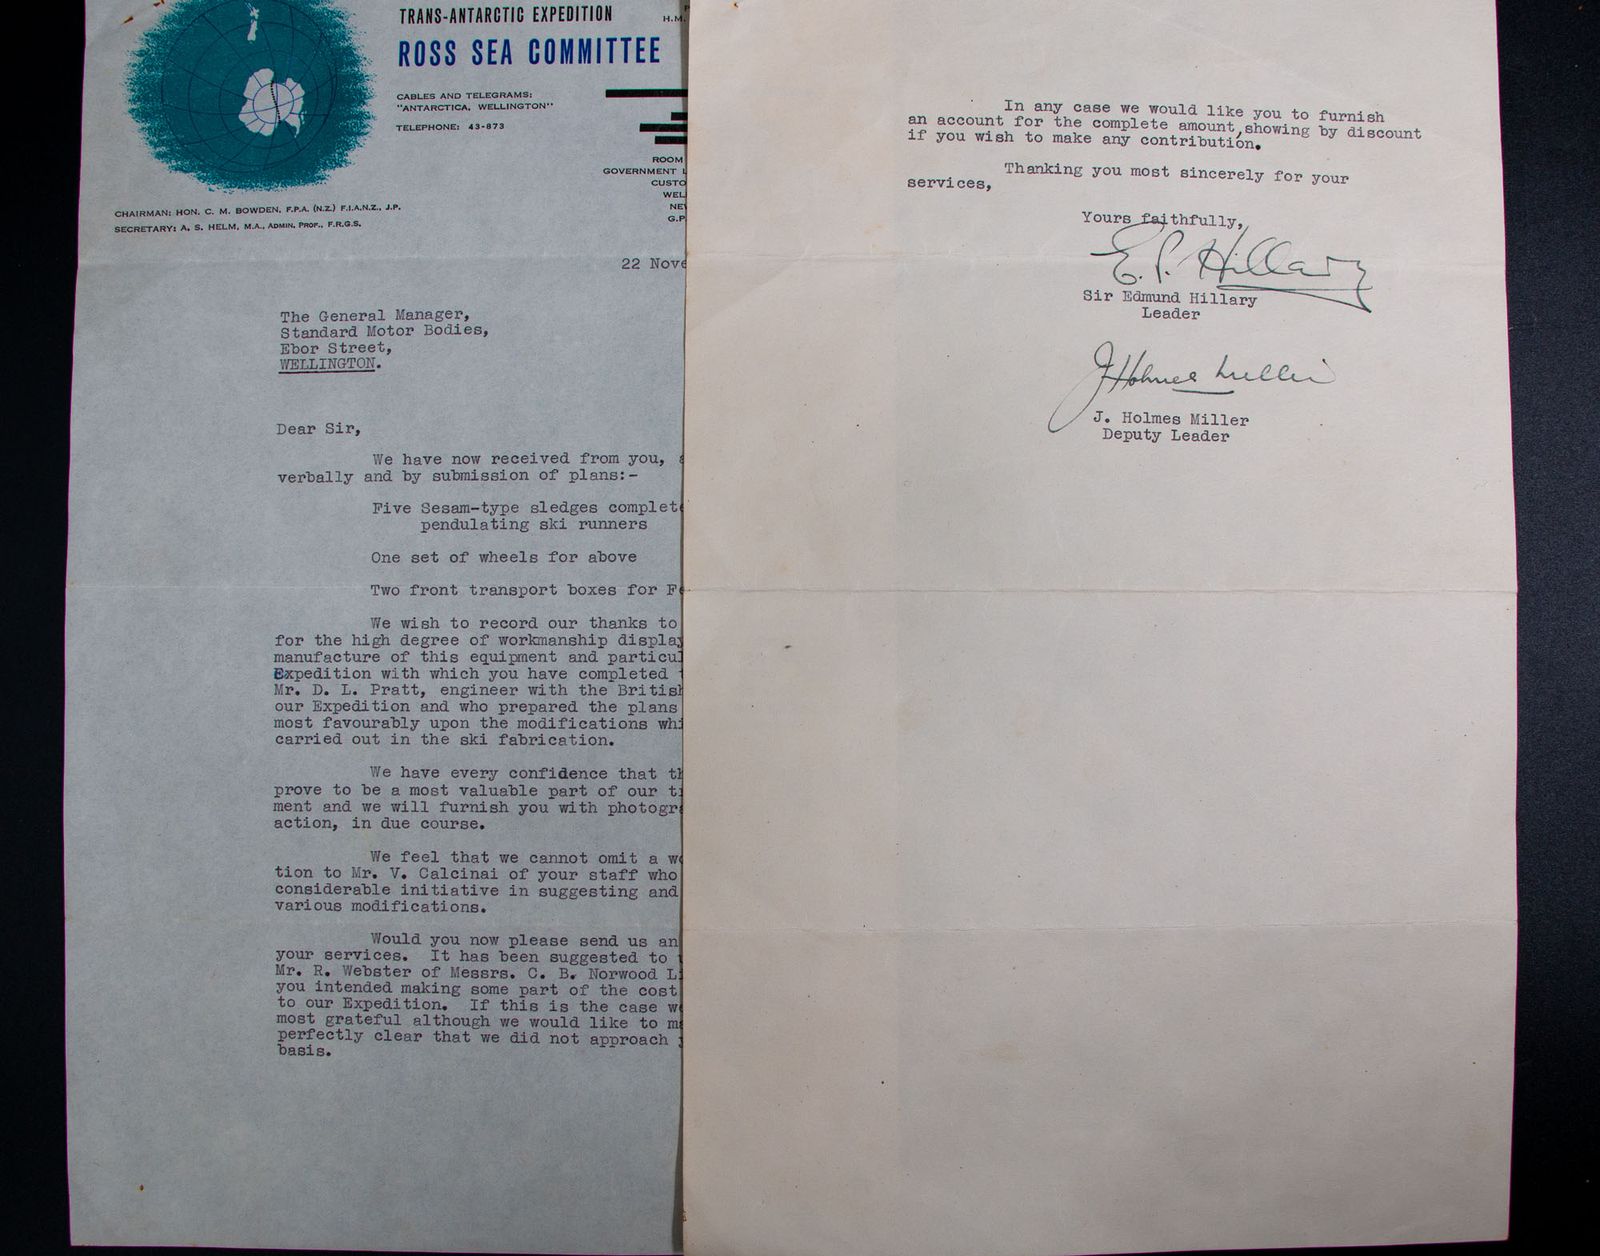 TRANS-ANTARCTIC EXPEDITION
H.M.
ROSS SEA COMMITTEE
CABLES AND TELEGRAMS:
"ANTARCTICA, WELLINGTON"
TELEPHONE: 43-873
ROOM
GOVERNMENT
CUSTO
WEL
NE
G.P
CHAIRMAN: HON. C. M. BOWDEN, F.P.A. (N.Z.) F.I.A.N.Z., J.P.
SECRETARY: A. S. HELM, M.A., ADMIN. PROF., F.R.G.S.
22 Nove
The General Manager,
Standard Motor Bodies,
Ebor Street,
WELLINGTON.
Dear Sir,
We have now received from you,
verbally and by submission of plans:-
Five Sesam-type sledges complete
pendulating ski runners
One set of wheels for above
Two front transport boxes for Fe
We wish to record our thanks to
for the high degree of workmanship display
manufacture of this equipment and particul
Expedition with which you have completed
Mr. D. L. Pratt, engineer with the British
our Expedition and who prepared the plans
most favourably upon the modifications whi
carried out in the ski fabrication.
We have every confidence that th
prove to be a most valuable part of our t
ment and we will furnish you with photogra
action, in due course.
We feel that we cannot omit a wo
tion to Mr. V. Calcinai of your staff who
considerable initiative in suggesting and
various modifications.
Would you now please send us an
your services. It has been suggested to
Mr. R. Webster of Messrs. C. B. Norwood L
you intended making some part of the cost
to our Expedition. If this is the case we
most grateful although we would like to ma
perfectly clear that we did not approach
basis.
In any case we would like you to furnish
an account for the complete amount, showing by discount
if you wish to make any contribution.
Thanking you most sincerely for your
services,
Yours faithfully,
E. P. Hillary
Sir Edmund Hillary
Leader
J Holmes Miller
J. Holmes Miller
Deputy Leader